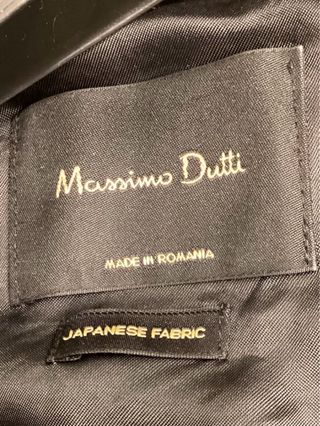 Massimo Dutti
MADE IN ROMANIA
JAPANESE FABRIC